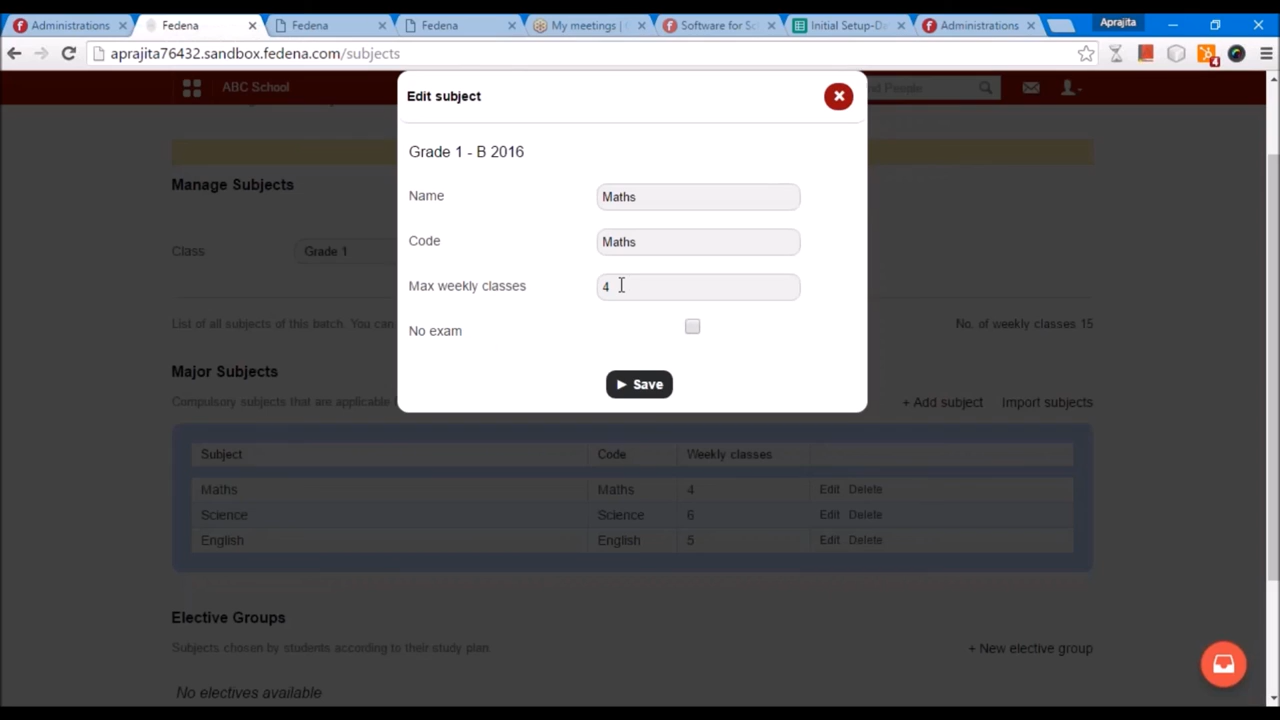 Administrations
Fedena
Fedena
Fedena
My meetings |
Software for Sc
Initial Setup-Da
Administrations
Aprajita
aprajita76432.sandbox.fedena.com/subjects
4
ABC School
nd People
Edit subject
Grade 1 - B 2016
Manage Subjects
Name Maths
Code Maths
Class Grade 1
Max weekly classes 4
List of all subjects of this batch. You can
No. of weekly classes 15
No exam
Major Subjects
Save
Compulsory subjects that are applicable
+ Add subject Import subjects
Subject Code Weekly classes
Maths Maths 4 Edit Delete
Science Science 6 Edit Delete
English English 5 Edit Delete
Elective Groups
Subjects chosen by students according to their study plan
+ New elective group
No electives available